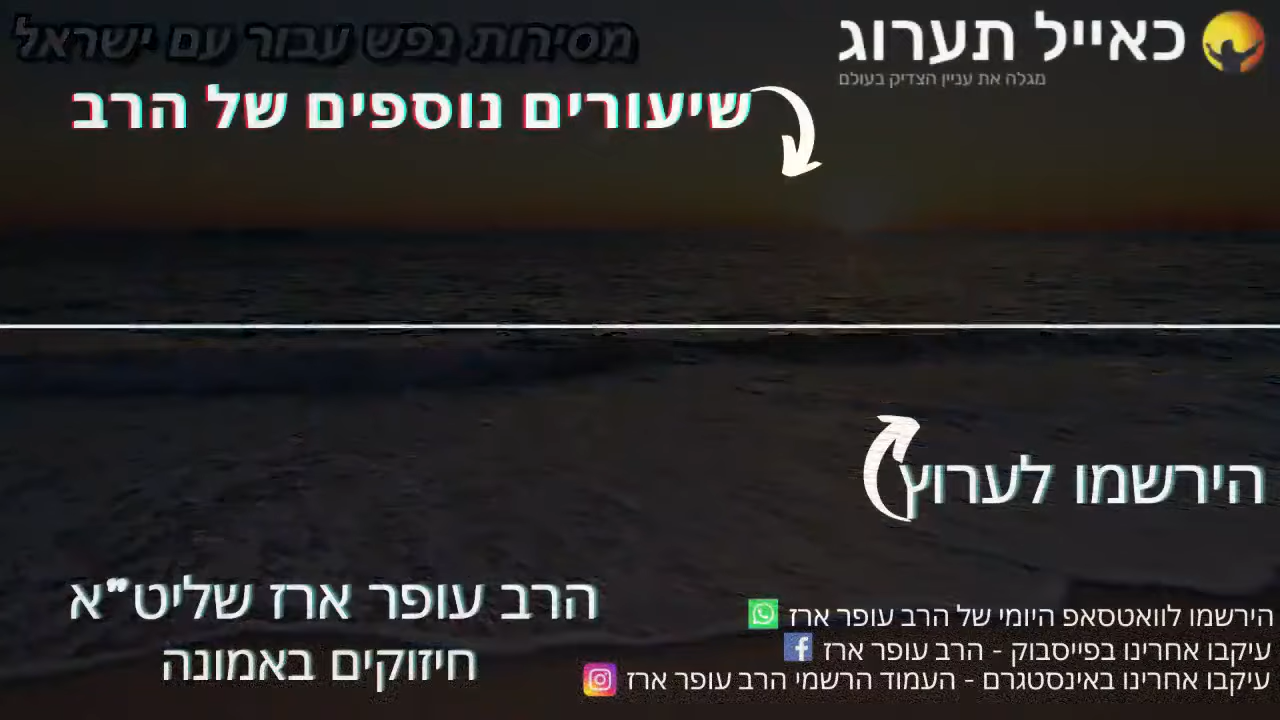 כאייל תערוג
מגלה את עניין הצדיק בעולם
מסירות נפש עבור עם ישראל
שיעורים נוספים של הרב
הירשמו לערוץ
הרב עופר ארז שליט"א
חיזוקים באמונה
הירשמו לוואטסאפ היומי של הרב עופר ארז
עיקבו אחרינו בפייסבוק - הרב עופר ארז
עיקבו אחרינו באינסטגרם - העמוד הרשמי הרב עופר ארז